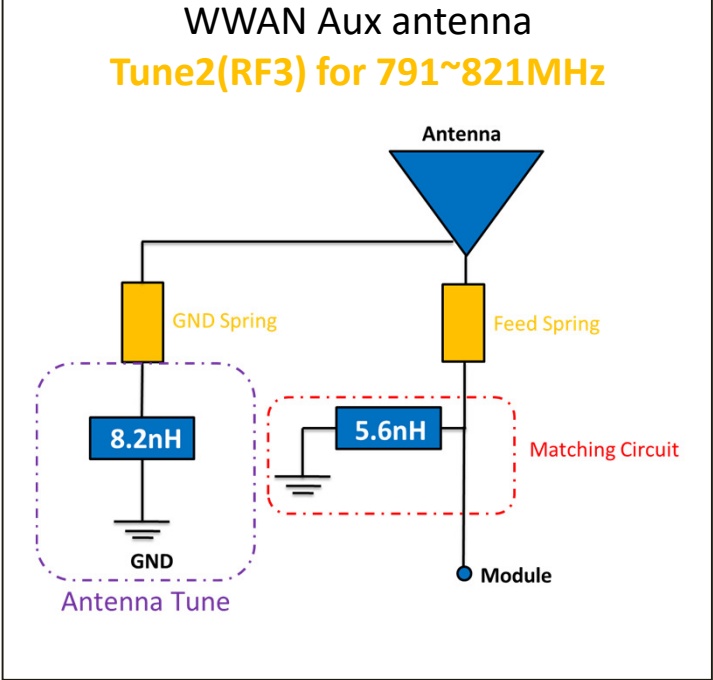 WWAN Aux antenna
Tune2(RF3) for 791~821MHz
Antenna
GND Spring
Feed Spring
8.2nH
5.6nH
Matching Circuit
GND
Module
Antenna Tune